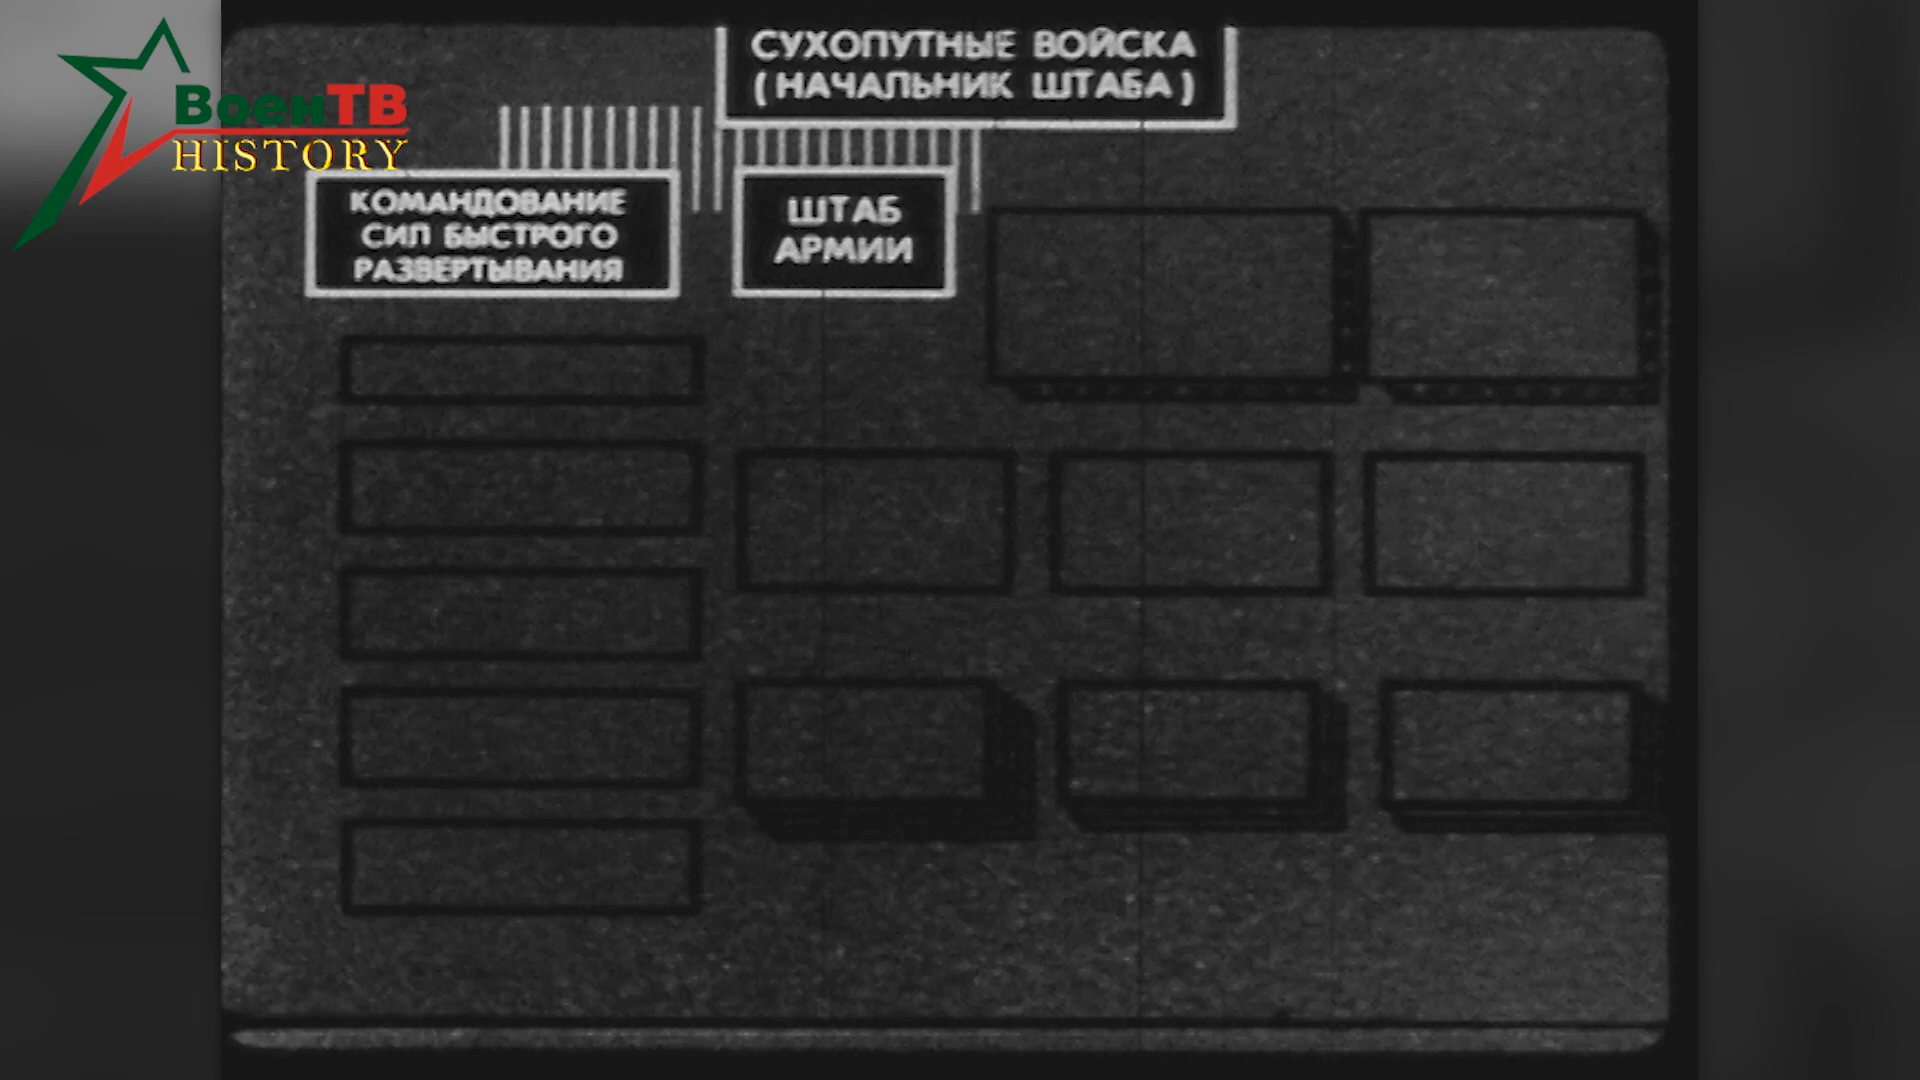 ВоенТВ
HISTORY
СУХОПУТНЫЕ ВОЙСКА
(НАЧАЛЬНИК ШТАБА)
КОМАНДОВАНИЕ
СИЛ БЫСТРОГО
РАЗВЕРТЫВАНИЯ
ШТАБ
АРМИИ